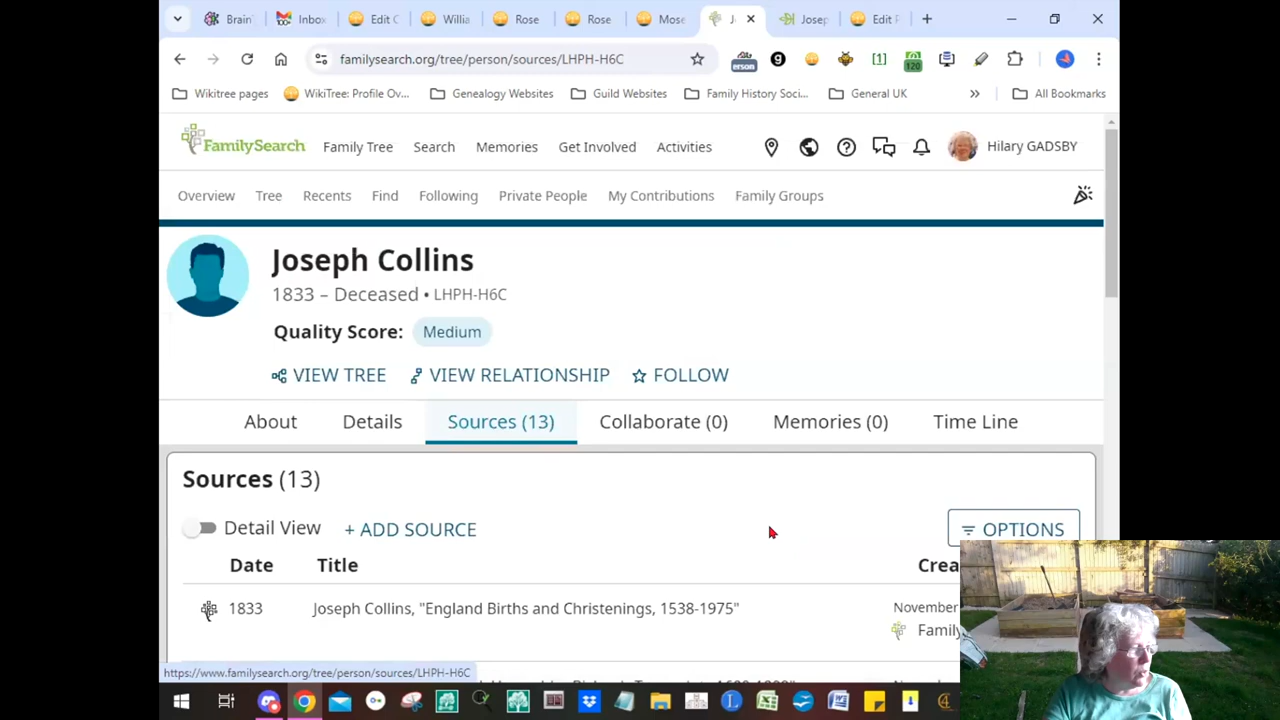 Brain
Inbox
Edit C
Willia
Rose
Rose
Mose
J
Josep
Edit P
familysearch.org/tree/person/sources/LHPH-H6C
erson
g
[1]
120
Wikitree pages
WikiTree: Profile Ov...
Genealogy Websites
Guild Websites
Family History Soci...
General UK
»
All Bookmarks
FamilySearch
Family Tree
Search
Memories
Get Involved
Activities
Hilary GADSBY
Overview
Tree
Recents
Find
Following
Private People
My Contributions
Family Groups
Joseph Collins
1833 – Deceased • LHPH-H6C
Quality Score: Medium
VIEW TREE
VIEW RELATIONSHIP
FOLLOW
About
Details
Sources (13)
Collaborate (0)
Memories (0)
Time Line
Sources (13)
Detail View
+ ADD SOURCE
OPTIONS
Date
Title
Crea
1833
Joseph Collins, "England Births and Christenings, 1538-1975"
November
Family
https://www.familysearch.org/tree/person/sources/LHPH-H6C